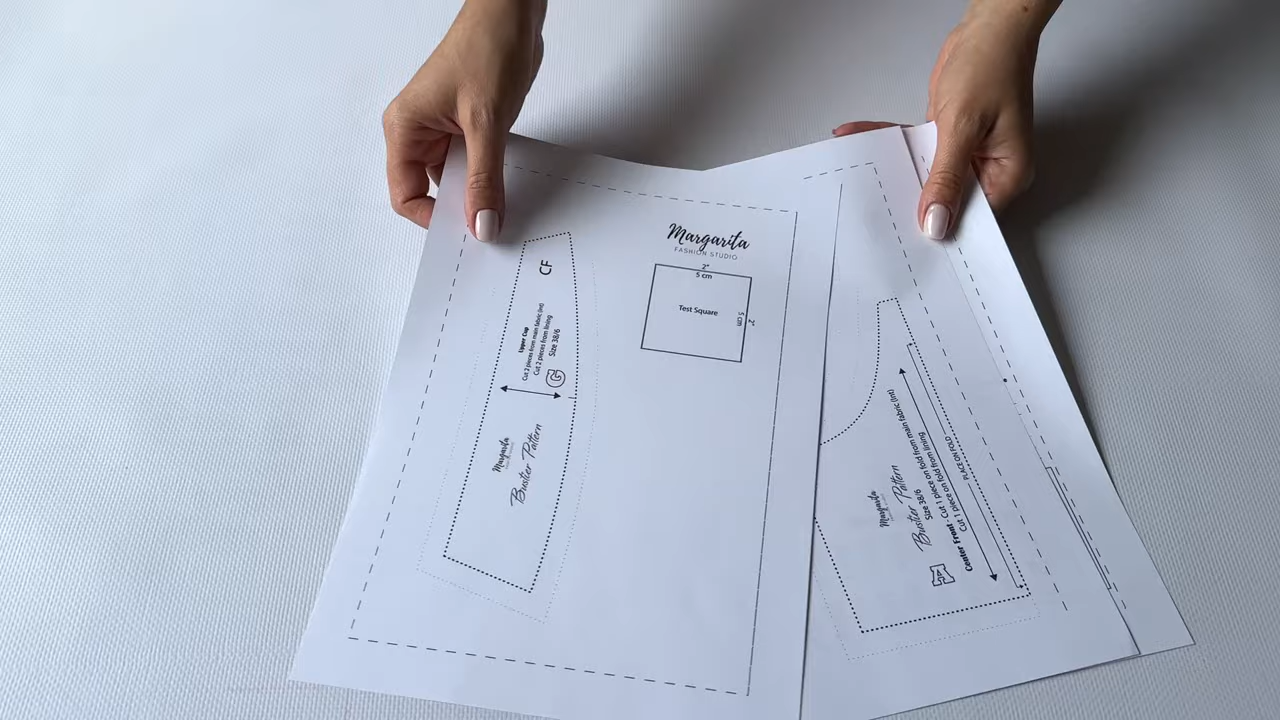 Margarita
FASHION STUDIO
2"
5 cm
Test Square
5 cm
2"
CF
Upper Cup
Cut 2 pieces from main fabric (int)
Cut 2 pieces from lining
Size 38/6
G
Margarita
Bustier Pattern
Margarita
Bustier Pattern
Size 38/6
Center Front - Cut 1 piece on fold from main fabric (int)
Cut 1 piece on fold from lining
PLACE ON FOLD
A